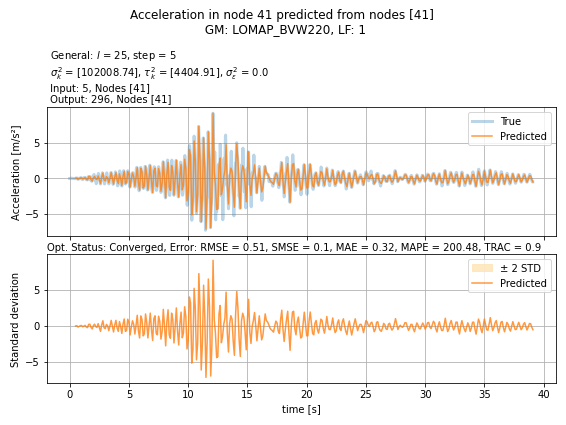 Acceleration in node 41 predicted from nodes [41]
GM: LOMAP_BVW220, LF: 1
General: l = 25, step = 5
σ²ₖ = [102008.74], τ²ₖ = [4404.91], σ²ε = 0.0
Input: 5, Nodes [41]
Output: 296, Nodes [41]
True
Predicted
5
0
−5
Acceleration [m/s²]
Opt. Status: Converged, Error: RMSE = 0.51, SMSE = 0.1, MAE = 0.32, MAPE = 200.48, TRAC = 0.9
± 2 STD
Predicted
5
0
−5
Standard deviation
0 5 10 15 20 25 30 35 40
time [s]